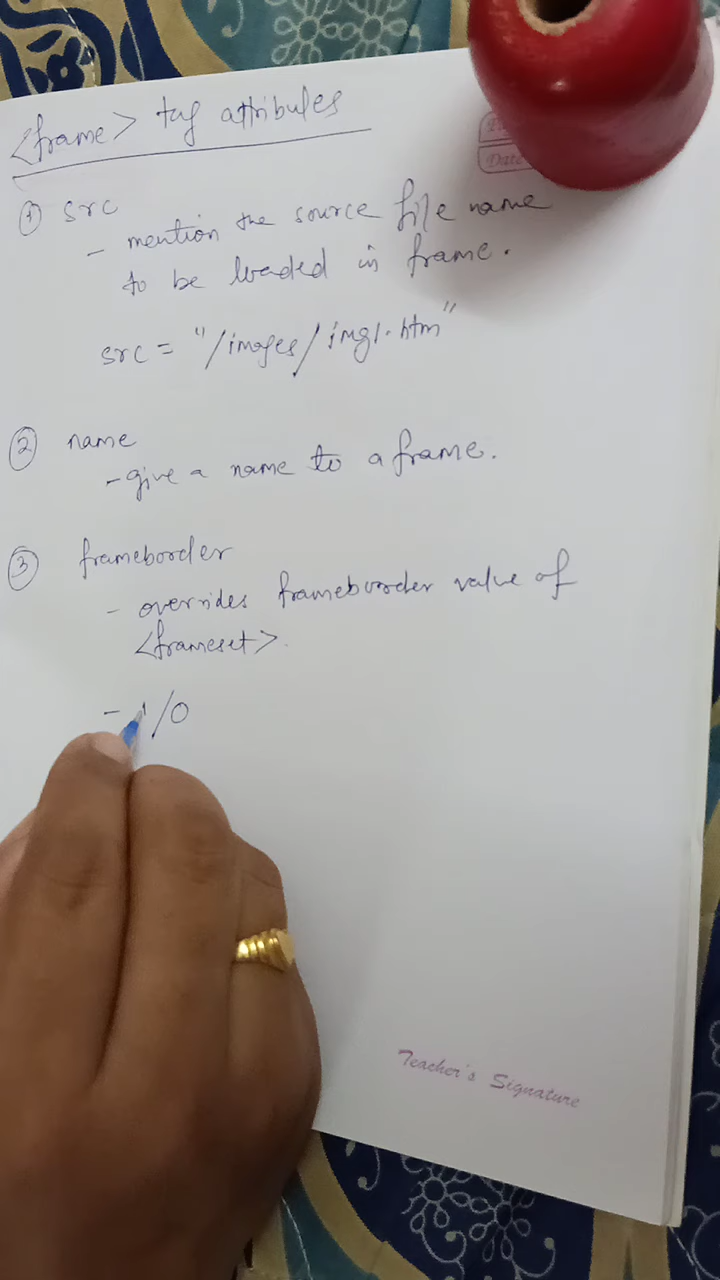 <frame> tag attributes
Date
① src
- mention the source file name
to be loaded in frame.
src = "/images/img1.htm"
② name
- give a name to a frame.
③ frameborder
- overrides frameborder value of
<frameset>.
- 1/0
Teacher's Signature